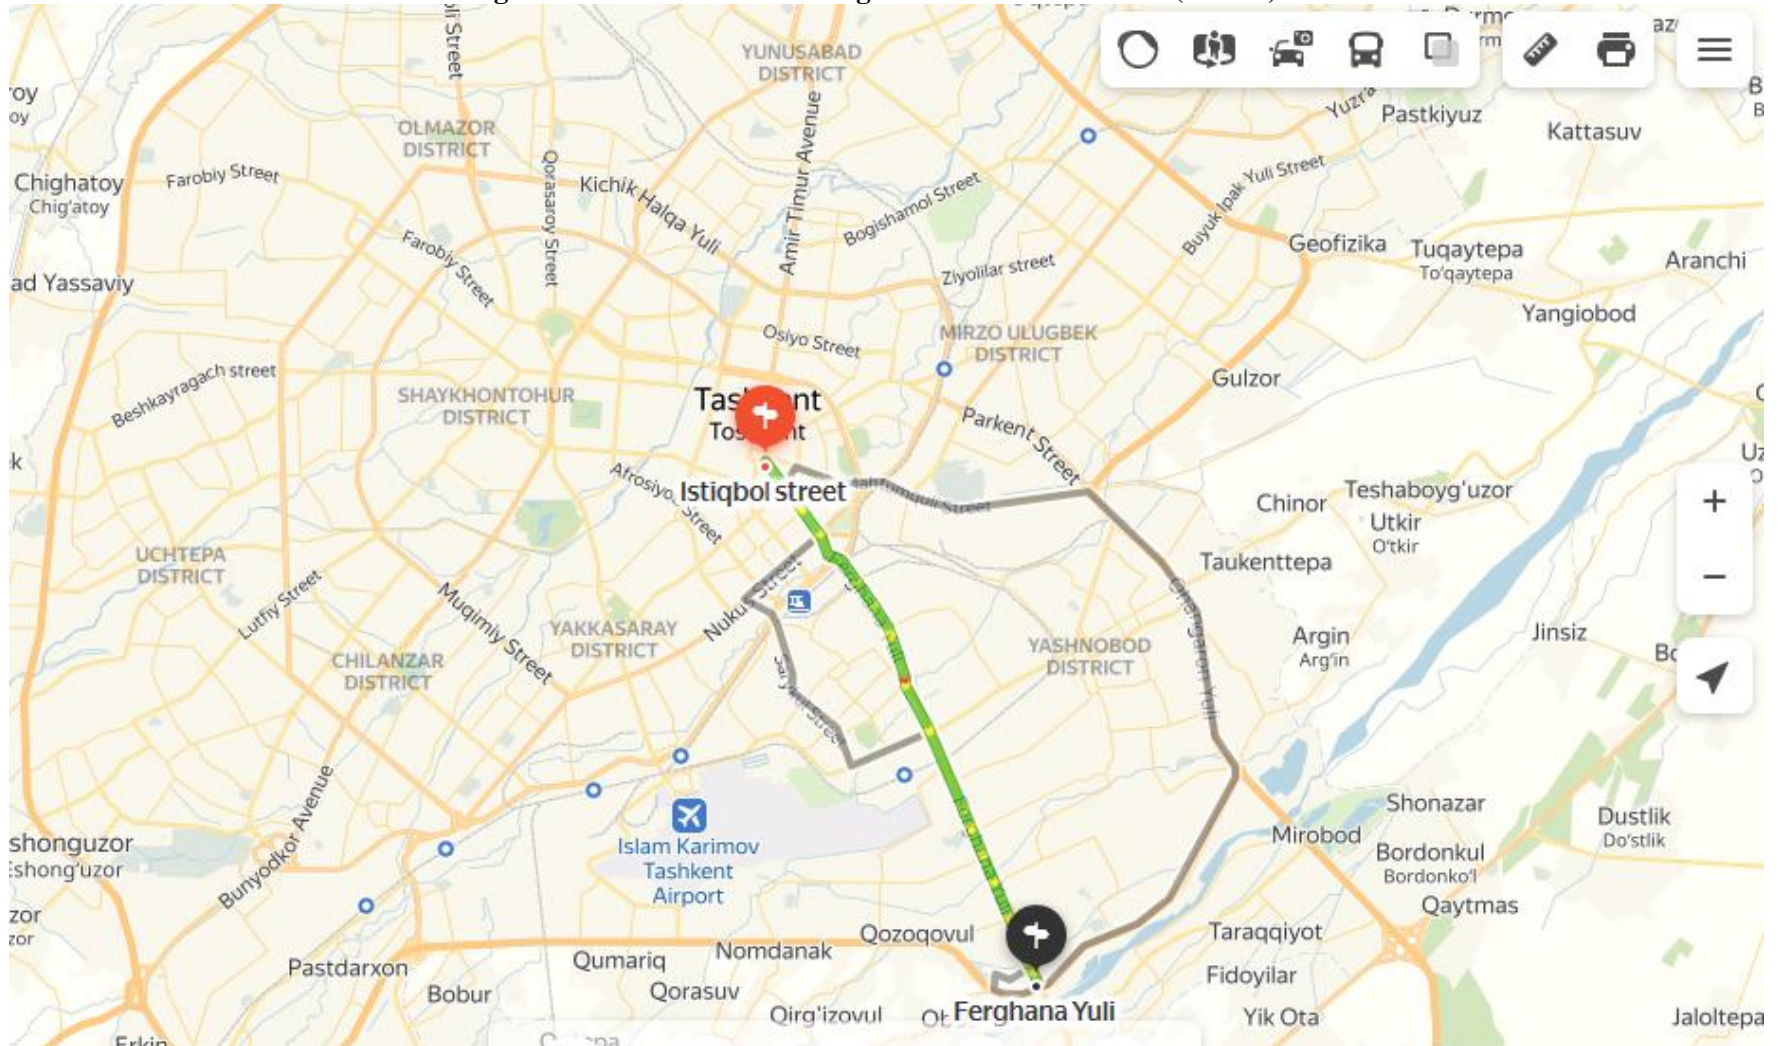 YUNUSABAD
DISTRICT
Pastkiyuz
Kattasuv
OLMAZOR
DISTRICT
Amir Timur Avenue
Qorasaroy Street
Chighatoy
Chig'atoy
Farobiy Street
Kichik Halqa Yuli
Bogishamol Street
Buyuk Ipak Yuli Street
Farobiy Street
Geofizika
Tuqaytepa
To'qaytepa
Aranchi
Ziyolilar street
ad Yassaviy
Yangiobod
Osiyo Street
MIRZO ULUGBEK
DISTRICT
Beshkayragach street
Gulzor
SHAYKHONTOHUR
DISTRICT
Parkent Street
Istiqbol street
Chinor
Teshaboyg'uzor
Utkir
O'tkir
UCHTEPA
DISTRICT
Taukenttepa
Lutfiy Street
Muqimiy Street
YAKKASARAY
DISTRICT
YASHNOBOD
DISTRICT
Argin
Arg'in
Jinsiz
CHILANZAR
DISTRICT
Bunyodkor Avenue
Islam Karimov
Tashkent
Airport
Shonazar
Mirobod
Dustlik
Do'stlik
Bordonkul
Bordonko'l
shonguzor
Qaytmas
Qozoqovul
Taraqqiyot
Nomdanak
Qumariq
Pastdarxon
Fidoyilar
Bobur
Qorasuv
Qirg'izovul
Ferghana Yuli
Yik Ota
Jaloltepa